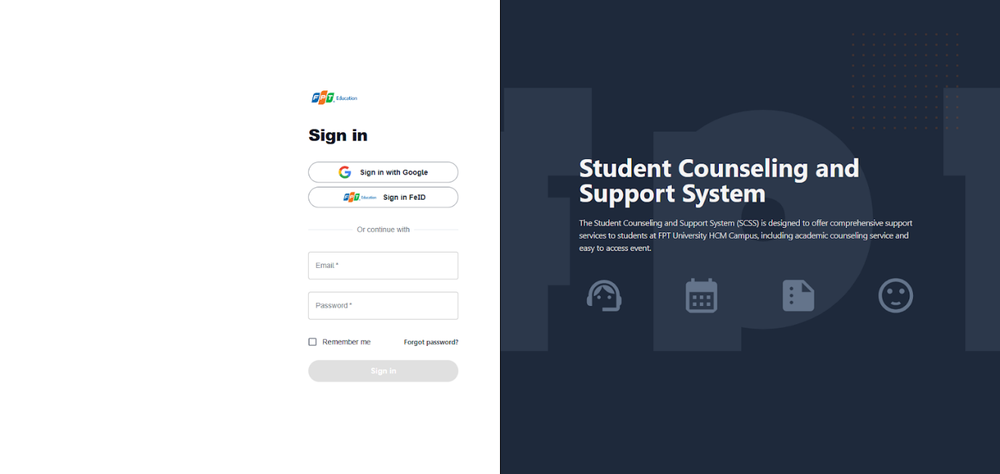 FPT Education
Sign in
Sign in with Google
FPT Education Sign in FeID
Or continue with
Email *
Password *
Remember me
Forgot password?
Sign in
FPT
Student Counseling and
Support System
The Student Counseling and Support System (SCSS) is designed to offer comprehensive support
services to students at FPT University HCM Campus, including academic counseling service and
easy to access event.